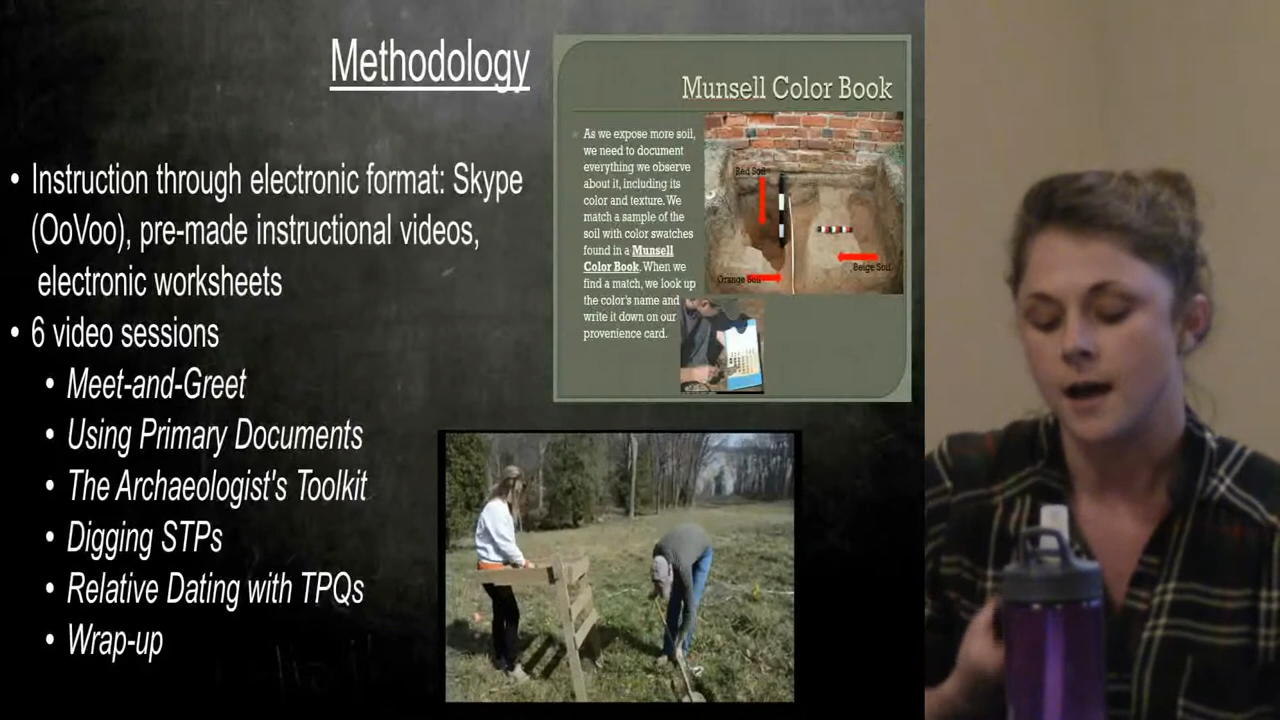 Methodology
• Instruction through electronic format: Skype
(OoVoo), pre-made instructional videos,
electronic worksheets
• 6 video sessions
• Meet-and-Greet
• Using Primary Documents
• The Archaeologist's Toolkit
• Digging STPs
• Relative Dating with TPQs
• Wrap-up
Munsell Color Book
As we expose more soil,
we need to document
everything we observe
about it, including its
color and texture. We
match a sample of the
soil with color swatches
found in a Munsell
Color Book. When we
find a match, we look up
the color's name and
write it down on our
provenience card.
Red Soil
Beige Soil
Orange Soil